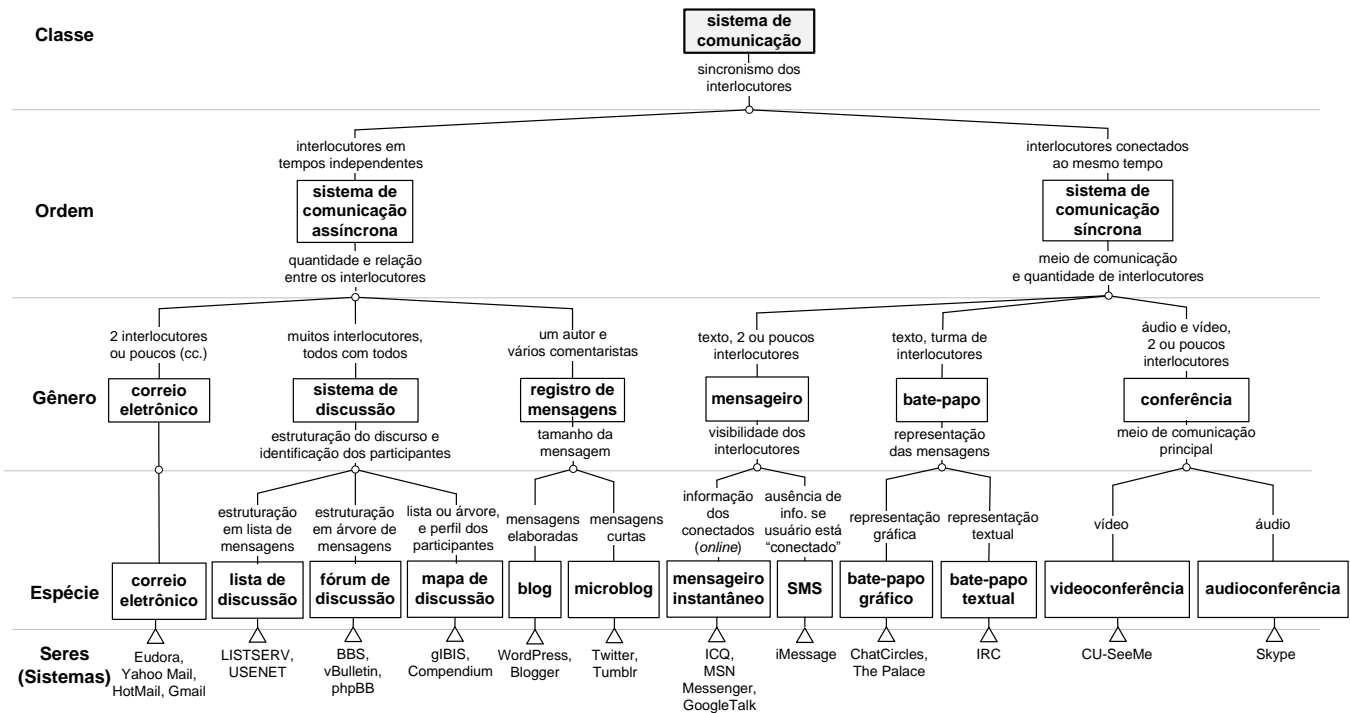 Classe
sistema de
comunicação
sincronismo dos
interlocutores
interlocutores em
tempos independentes
interlocutores conectados
ao mesmo tempo
Ordem
sistema de
comunicação
assíncrona
sistema de
comunicação
síncrona
quantidade e relação
entre os interlocutores
meio de comunicação
e quantidade de interlocutores
2 interlocutores
ou poucos (cc.)
muitos interlocutores,
todos com todos
um autor e
vários comentaristas
texto, 2 ou poucos
interlocutores
texto, turma de
interlocutores
áudio e vídeo,
2 ou poucos
interlocutores
Gênero
correio
eletrônico
sistema de
discussão
registro de
mensagens
mensageiro
bate-papo
conferência
estruturação do discurso e
identificação dos participantes
tamanho da
mensagem
visibilidade dos
interlocutores
representação
das mensagens
meio de comunicação
principal
estruturação
em lista de
mensagens
estruturação
em árvore de
mensagens
lista ou árvore,
e perfil dos
participantes
mensagens
elaboradas
mensagens
curtas
informação
dos
conectados
(online)
ausência de
info. se
usuário está
“conectado”
representação
gráfica
representação
textual
vídeo
áudio
Espécie
correio
eletrônico
lista de
discussão
fórum de
discussão
mapa de
discussão
blog
microblog
mensageiro
instantâneo
SMS
bate-papo
gráfico
bate-papo
textual
videoconferência
audioconferência
Seres
(Sistemas)
Eudora,
Yahoo Mail,
HotMail, Gmail
LISTSERV,
USENET
BBS,
vBulletin,
phpBB
gIBIS,
Compendium
WordPress,
Blogger
Twitter,
Tumblr
ICQ,
MSN
Messenger,
GoogleTalk
iMessage
ChatCircles,
The Palace
IRC
CU-SeeMe
Skype